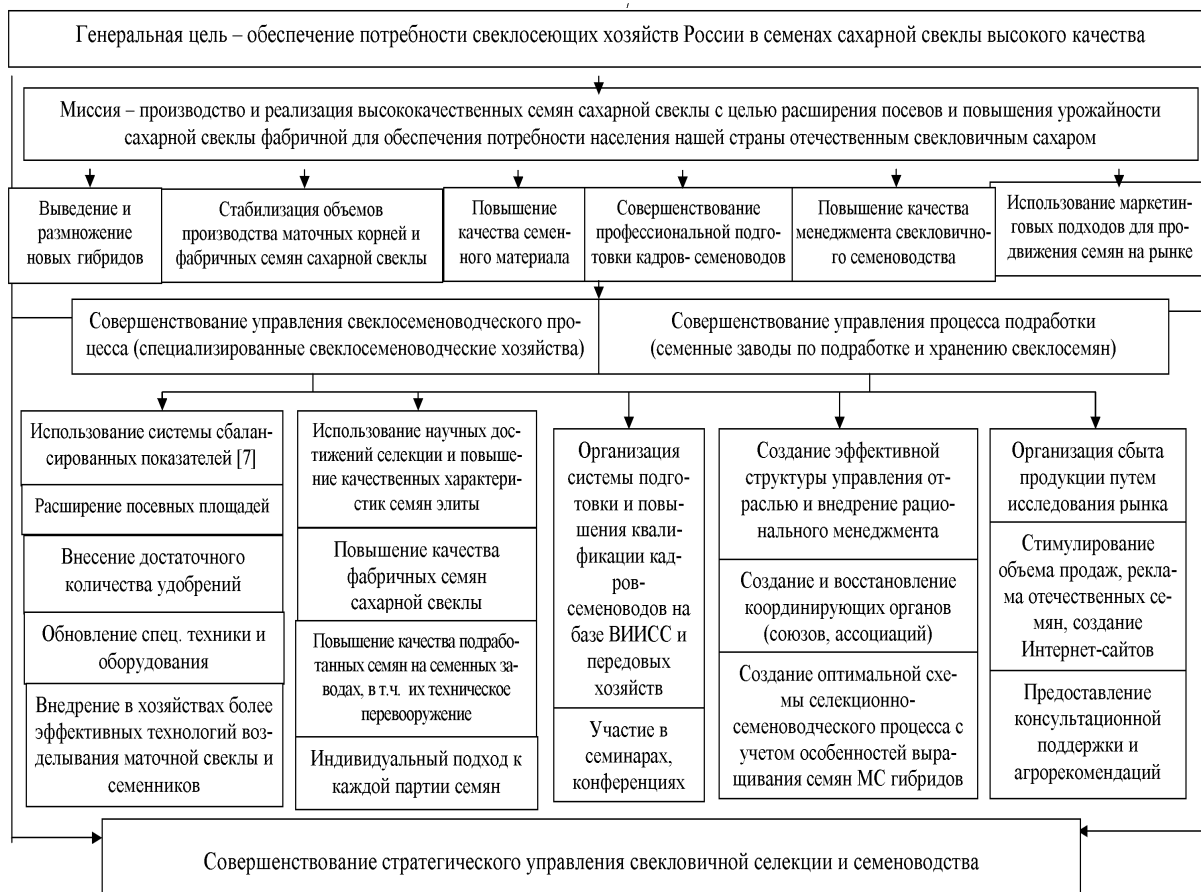 Генеральная цель – обеспечение потребности свеклосеющих хозяйств России в семенах сахарной свеклы высокого качества
Миссия – производство и реализация высококачественных семян сахарной свеклы с целью расширения посевов и повышения урожайности
сахарной свеклы фабричной для обеспечения потребности населения нашей страны отечественным свекловичным сахаром
Выведение и
размножение
новых гибридов
Стабилизация объемов
производства маточных корней и
фабричных семян сахарной свеклы
Повышение
качества семен-
ного материала
Совершенствование
профессиональной подго-
товки кадров- семеноводов
Повышение качества
менеджмента свекловично-
го семеноводства
Использование маркетин-
говых подходов для про-
движения семян на рынке
Совершенствование управления свеклосеменоводческого про-
цесса (специализированные свеклосеменоводческие хозяйства)
Совершенствование управления процесса подработки
(семенные заводы по подработке и хранению свеклосемян)
Использование системы сбалан-
сированных показателей [7]
Расширение посевных площадей
Внесение достаточного
количества удобрений
Обновление спец. техники и
оборудования
Внедрение в хозяйствах более
эффективных технологий воз-
делывания маточной свеклы и
семенников
Использование научных дос-
тижений селекции и повыше-
ние качественных характери-
стик семян элиты
Повышение качества
фабричных семян
сахарной свеклы
Повышение качества подрабо-
танных семян на семенных за-
водах, в т.ч. их техническое
перевооружение
Индивидуальный подход к
каждой партии семян
Организация
системы подго-
товки и повы-
шения квали-
фикации кад-
ров-
семеноводов на
базе ВИИСС и
передовых
хозяйств
Участие в
семинарах,
конференциях
Создание эффективной
структуры управления от-
раслью и внедрение рацио-
нального менеджмента
Создание и восстановление
координирующих органов
(союзов, ассоциаций)
Создание оптимальной схе-
мы селекционно-
семеноводческого процесса с
учетом особенностей выра-
щивания семян МС гибридов
Организация сбыта
продукции путем
исследования рынка
Стимулирование
объема продаж, рекла-
ма отечественных се-
мян, создание
Интернет-сайтов
Предоставление
консультационной
поддержки и
агрорекомендаций
Совершенствование стратегического управления свекловичной селекции и семеноводства